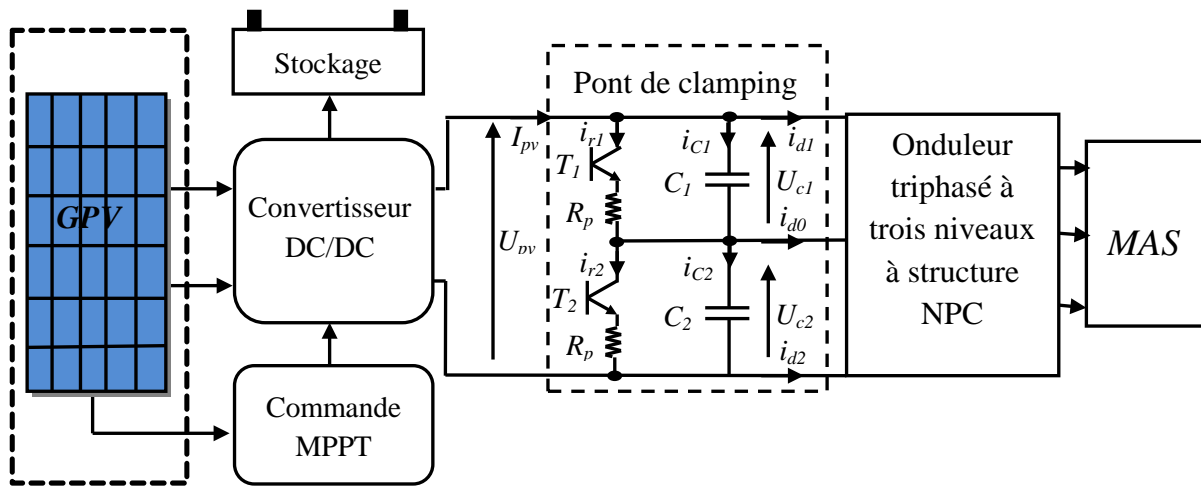 Stockage
GPV
Convertisseur
DC/DC
Commande
MPPT
Pont de clamping
I_pv
U_pv
i_r1
T_1
R_p
i_r2
T_2
R_p
i_C1
C_1
i_C2
C_2
i_d1
U_c1
i_d0
U_c2
i_d2
Onduleur
triphasé à
trois niveaux
à structure
NPC
MAS